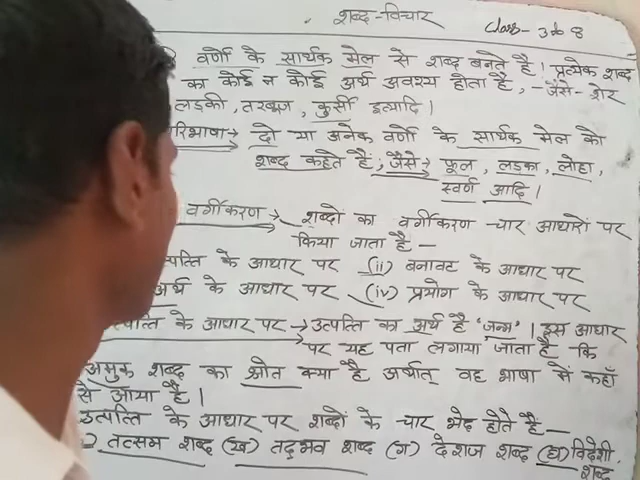 शब्द-विचार
Class- 3 to 8
वर्णो के सार्थक मेल से शब्द बनते है। प्रत्येक शब्द
का कोई न कोई अर्थ अवश्य होता है, -जैसे- शेर
लड़की, तरबूज, कुर्सी इत्यादि।
परिभाषा→ दो या अनेक वर्णो के सार्थक मेल को
शब्द कहते हैं, जैसे→ फूल, लड़का, लोहा,
स्वर्ण आदि।
वर्गीकरण → शब्दों का वर्गीकरण चार आधारों पर
किया जाता है —
के आधार पर (ii) बनावट के आधार पर
अर्थ के आधार पर (iv) प्रयोग के आधार पर
के आधार पर → उत्पत्ति का अर्थ है 'जन्म'। इस आधार
पर यह पता लगाया जाता है कि
अमुक शब्द का स्रोत क्या है अर्थात् वह भाषा में कहाँ
से आया है।
उत्पत्ति के आधार पर शब्दों के चार भेद होते हैं—
तत्सम शब्द (ख) तद्भव शब्द (ग) देशज शब्द (घ) विदेशी
शब्द